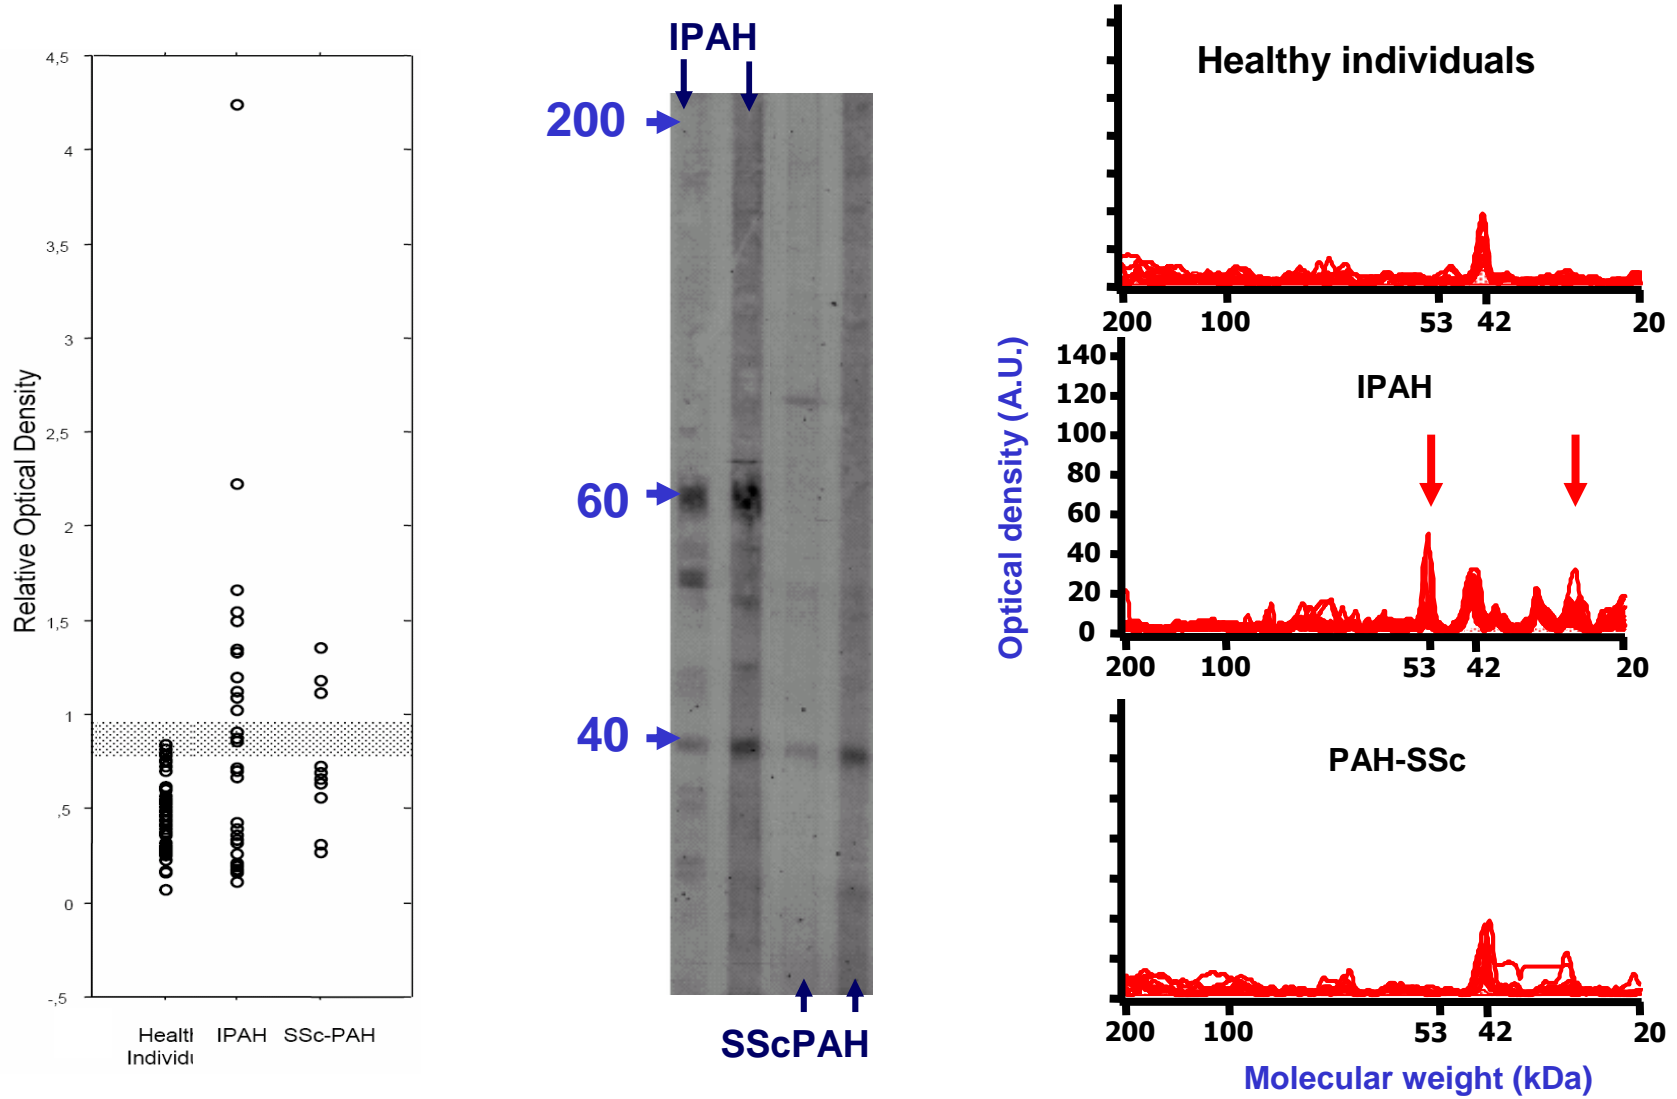 4,5
4
3,5
3
2,5
2
1,5
1
,5
0
-,5
Relative Optical Density
Healtl
Individu
IPAH
SSc-PAH
IPAH
200
60
40
SScPAH
Healthy individuals
200 100 53 42 20
Optical density (A.U.)
140
120
100
80
60
40
20
0
IPAH
200 100 53 42 20
PAH-SSc
200 100 53 42 20
Molecular weight (kDa)